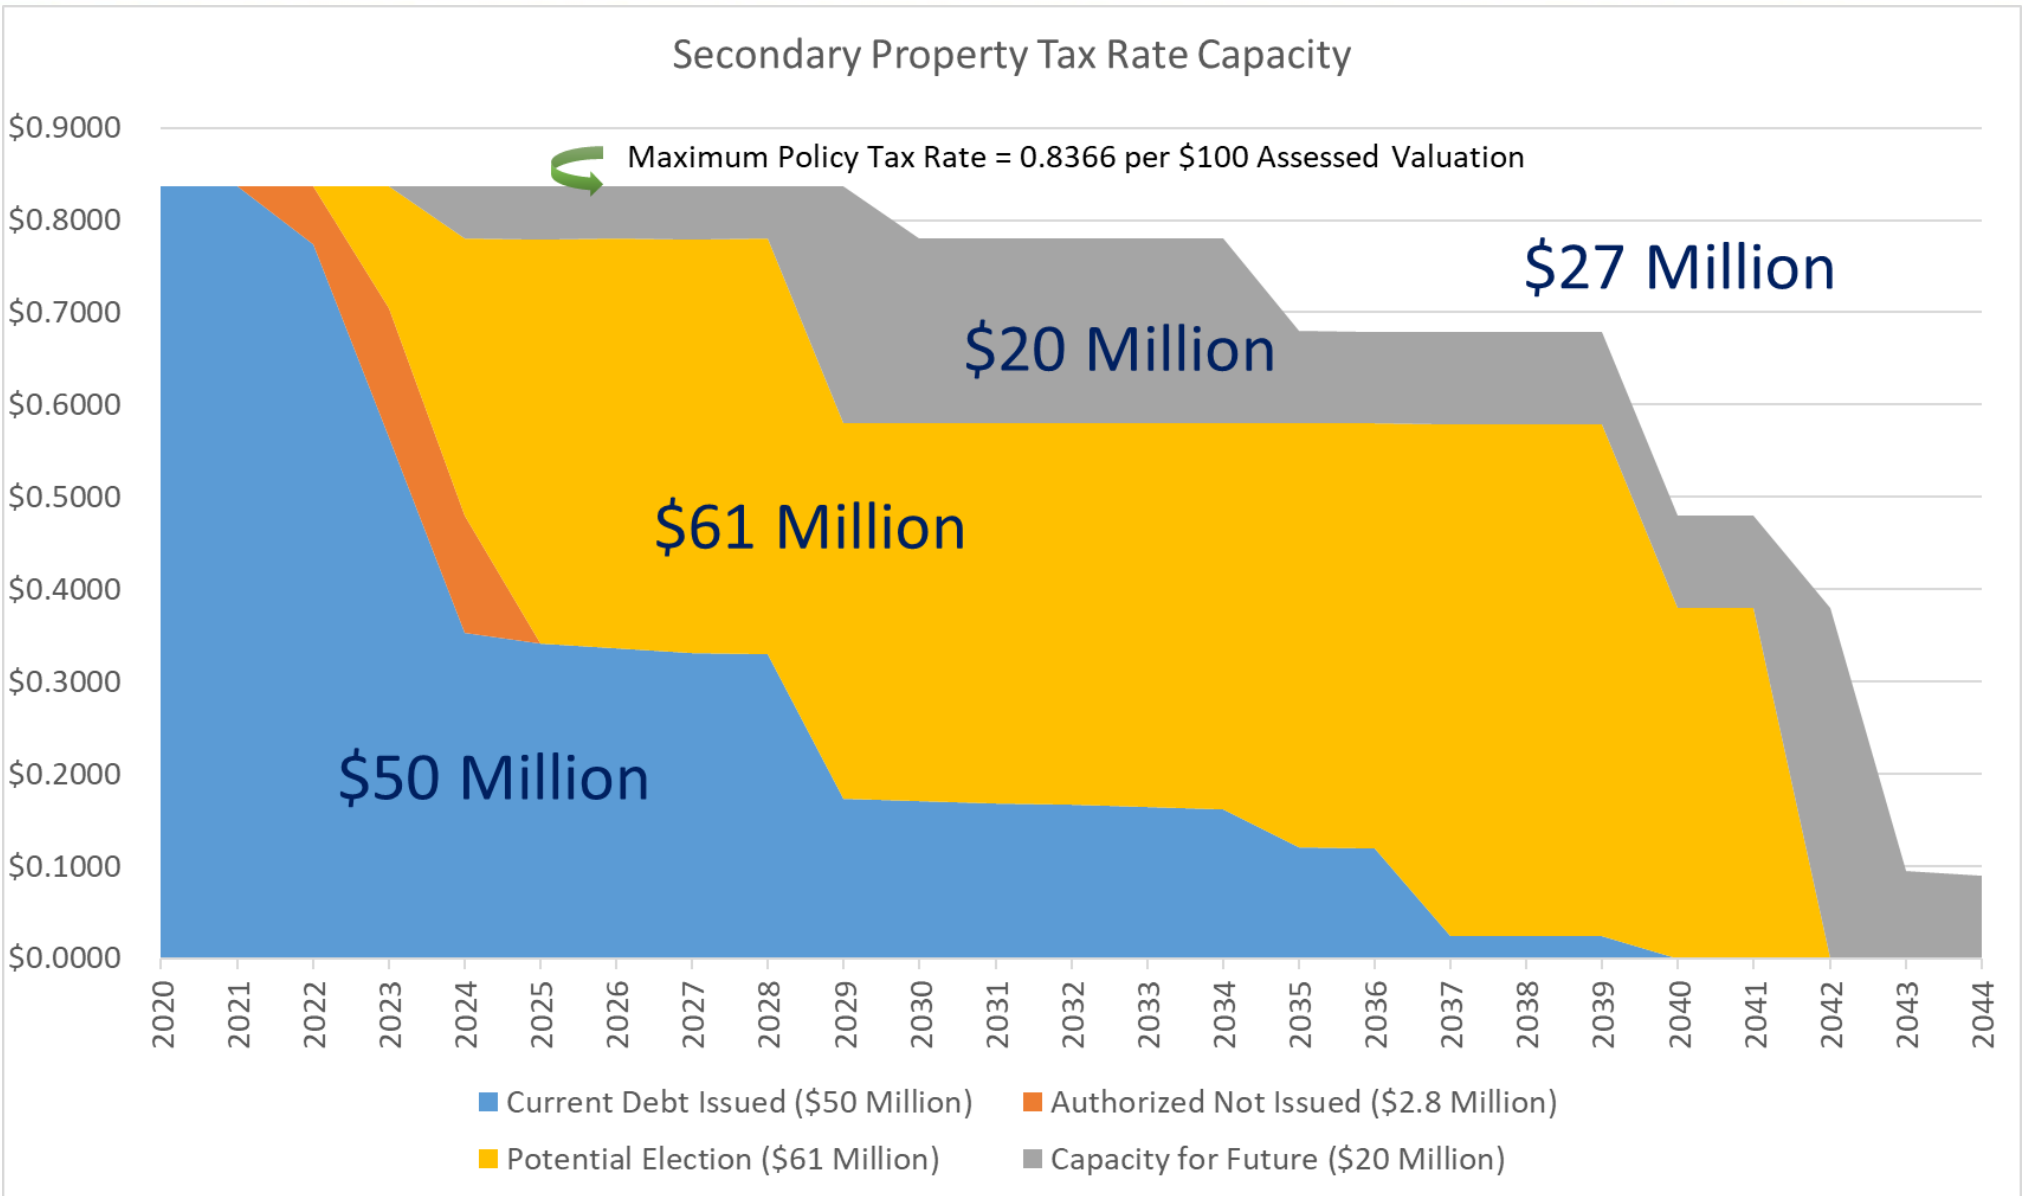 Secondary Property Tax Rate Capacity
$0.9000
Maximum Policy Tax Rate = 0.8366 per $100 Assessed Valuation
$0.8000
$27 Million
$0.7000
$20 Million
$0.6000
$0.5000
$61 Million
$0.4000
$0.3000
$0.2000
$50 Million
$0.1000
$0.0000
2020 2021 2022 2023 2024 2025 2026 2027 2028 2029 2030 2031 2032 2033 2034 2035 2036 2037 2038 2039 2040 2041 2042 2043 2044
Current Debt Issued ($50 Million) Authorized Not Issued ($2.8 Million)
Potential Election ($61 Million) Capacity for Future ($20 Million)